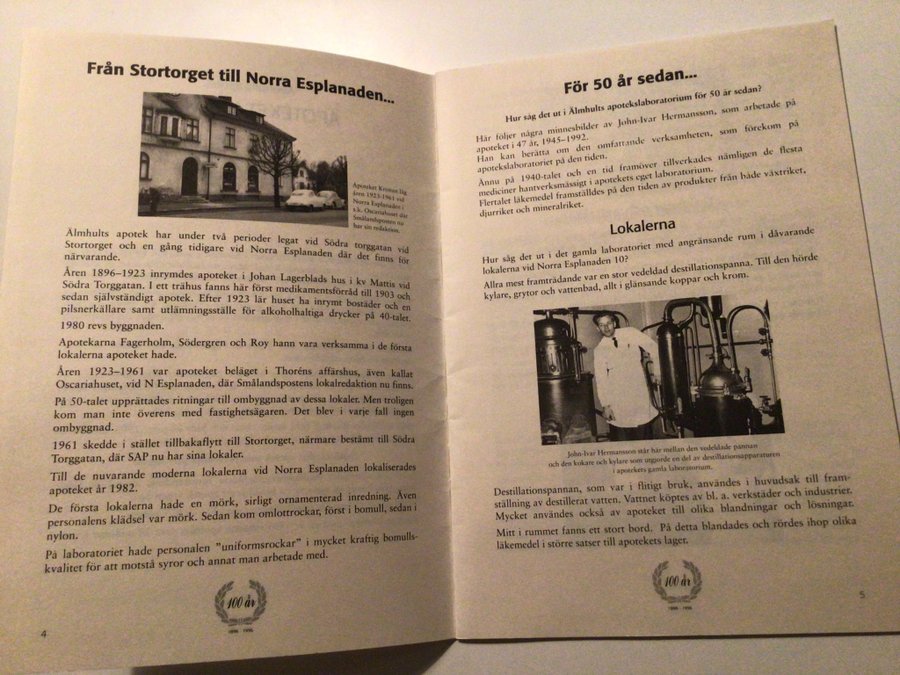 Från Stortorget till Norra Esplanaden...
Apoteket Kronan låg
åren 1923-1961 vid
Norra Esplanaden i
s.k. Oscariahuset där
Smålandsposten nu
har sin redaktion.
Älmhults apotek har under två perioder legat vid Södra torggatan vid
Stortorget och en gång tidigare vid Norra Esplanaden där det finns för
närvarande.
Åren 1896–1923 inrymdes apoteket i Johan Lagerblads hus i kv Mattis vid
Södra Torggatan. I ett trähus fanns här först medikamentsförråd till 1903 och
sedan självständigt apotek. Efter 1923 lär huset ha inrymt bostäder och en
pilsnerkällare samt utlämningsställe för alkoholhaltiga drycker på 40-talet.
1980 revs byggnaden.
Apotekarna Fagerholm, Södergren och Roy hann vara verksamma i de första
lokalerna apoteket hade.
Åren 1923–1961 var apoteket beläget i Thoréns affärshus, även kallat
Oscariahuset, vid N Esplanaden, där Smålandspostens lokalredaktion nu finns.
På 50-talet upprättades ritningar till ombyggnad av dessa lokaler. Men troligen
kom man inte överens med fastighetsägaren. Det blev i varje fall ingen
ombyggnad.
1961 skedde i stället tillbakaflytt till Stortorget, närmare bestämt till Södra
Torggatan, där SAP nu har sina lokaler.
Till de nuvarande moderna lokalerna vid Norra Esplanaden lokaliserades
apoteket år 1982.
De första lokalerna hade en mörk, sirligt ornamenterad inredning. Även
personalens klädsel var mörk. Sedan kom omlottrockar, först i bomull, sedan i
nylon.
På laboratoriet hade personalen "uniformsrockar" i mycket kraftig bomulls-
kvalitet för att motstå syror och annat man arbetade med.
100 år
1896 - 1996
4
För 50 år sedan...
Hur såg det ut i Älmhults apotekslaboratorium för 50 år sedan?
Här följer några minnesbilder av John-Ivar Hermansson, som arbetade på
apoteket i 47 år, 1945–1992.
Han kan berätta om den omfattande verksamheten, som förekom på
apotekslaboratoriet på den tiden.
Ännu på 1940-talet och en tid framöver tillverkades nämligen de flesta
mediciner hantverksmässigt i apotekets eget laboratorium.
Flertalet läkemedel framställdes på den tiden av produkter från både växtriket,
djurriket och mineralriket.
Lokalerna
Hur såg det ut i det gamla laboratoriet med angränsande rum i dåvarande
lokalerna vid Norra Esplanaden 10?
Allra mest framträdande var en stor vedeldad destillationspanna. Till den hörde
kylare, grytor och vattenbad, allt i glänsande koppar och krom.
John-Ivar Hermansson står här mellan den vedeldade pannan
och den kokare och kylare som utgjorde en del av destillationsapparaturen
i apotekets gamla laboratorium.
Destillationspannan, som var i flitigt bruk, användes i huvudsak till fram-
ställning av destillerat vatten. Vattnet köptes av bl. a. verkstäder och industrier.
Mycket användes också av apoteket till olika blandningar och lösningar.
Mitt i rummet fanns ett stort bord. På detta blandades och rördes ihop olika
läkemedel i större satser till apotekets lager.
100 år
1896 - 1996
5